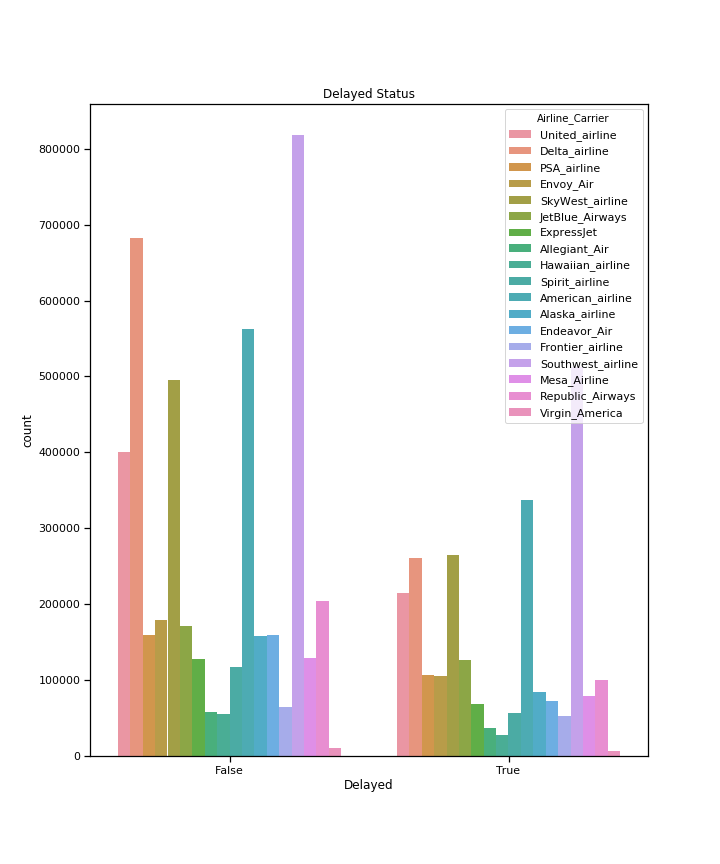 Delayed Status
Airline_Carrier
United_airline
Delta_airline
PSA_airline
Envoy_Air
SkyWest_airline
JetBlue_Airways
ExpressJet
Allegiant_Air
Hawaiian_airline
Spirit_airline
American_airline
Alaska_airline
Endeavor_Air
Frontier_airline
Southwest_airline
Mesa_Airline
Republic_Airways
Virgin_America
800000
700000
600000
500000
400000
300000
200000
100000
0
count
False
True
Delayed